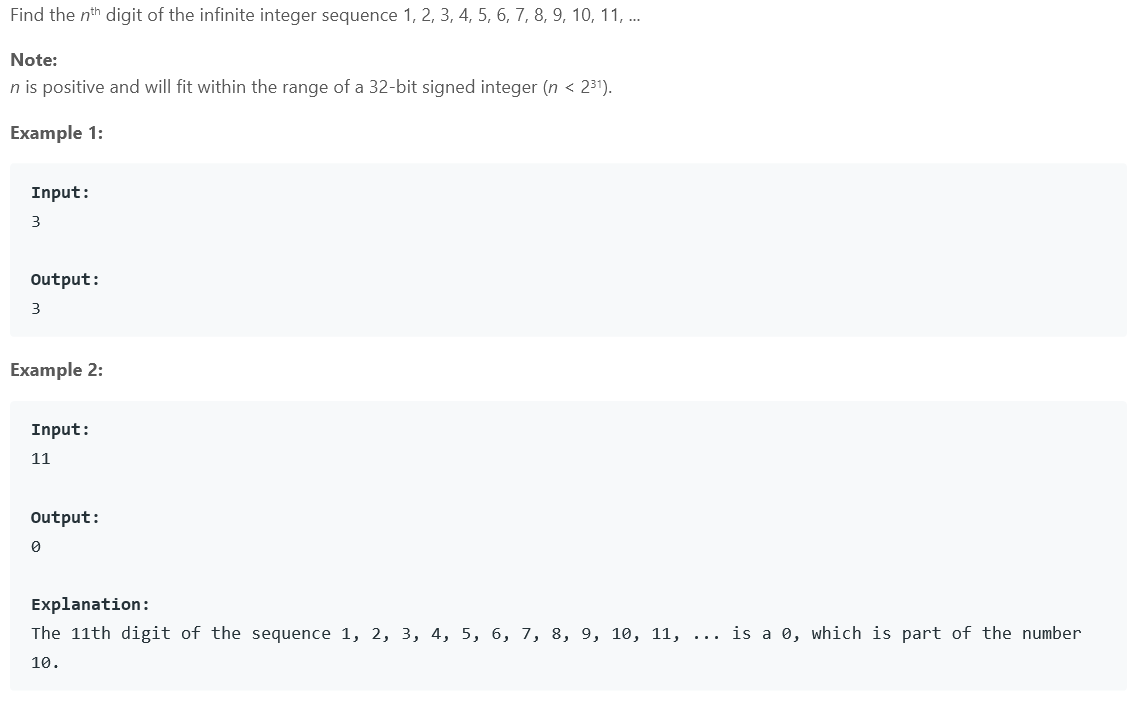 Find the nᵗʰ digit of the infinite integer sequence 1, 2, 3, 4, 5, 6, 7, 8, 9, 10, 11, ...
Note:
n is positive and will fit within the range of a 32-bit signed integer (n < 2³¹).
Example 1:
Input:
3
Output:
3
Example 2:
Input:
11
Output:
0
Explanation:
The 11th digit of the sequence 1, 2, 3, 4, 5, 6, 7, 8, 9, 10, 11, ... is a 0, which is part of the number
10.